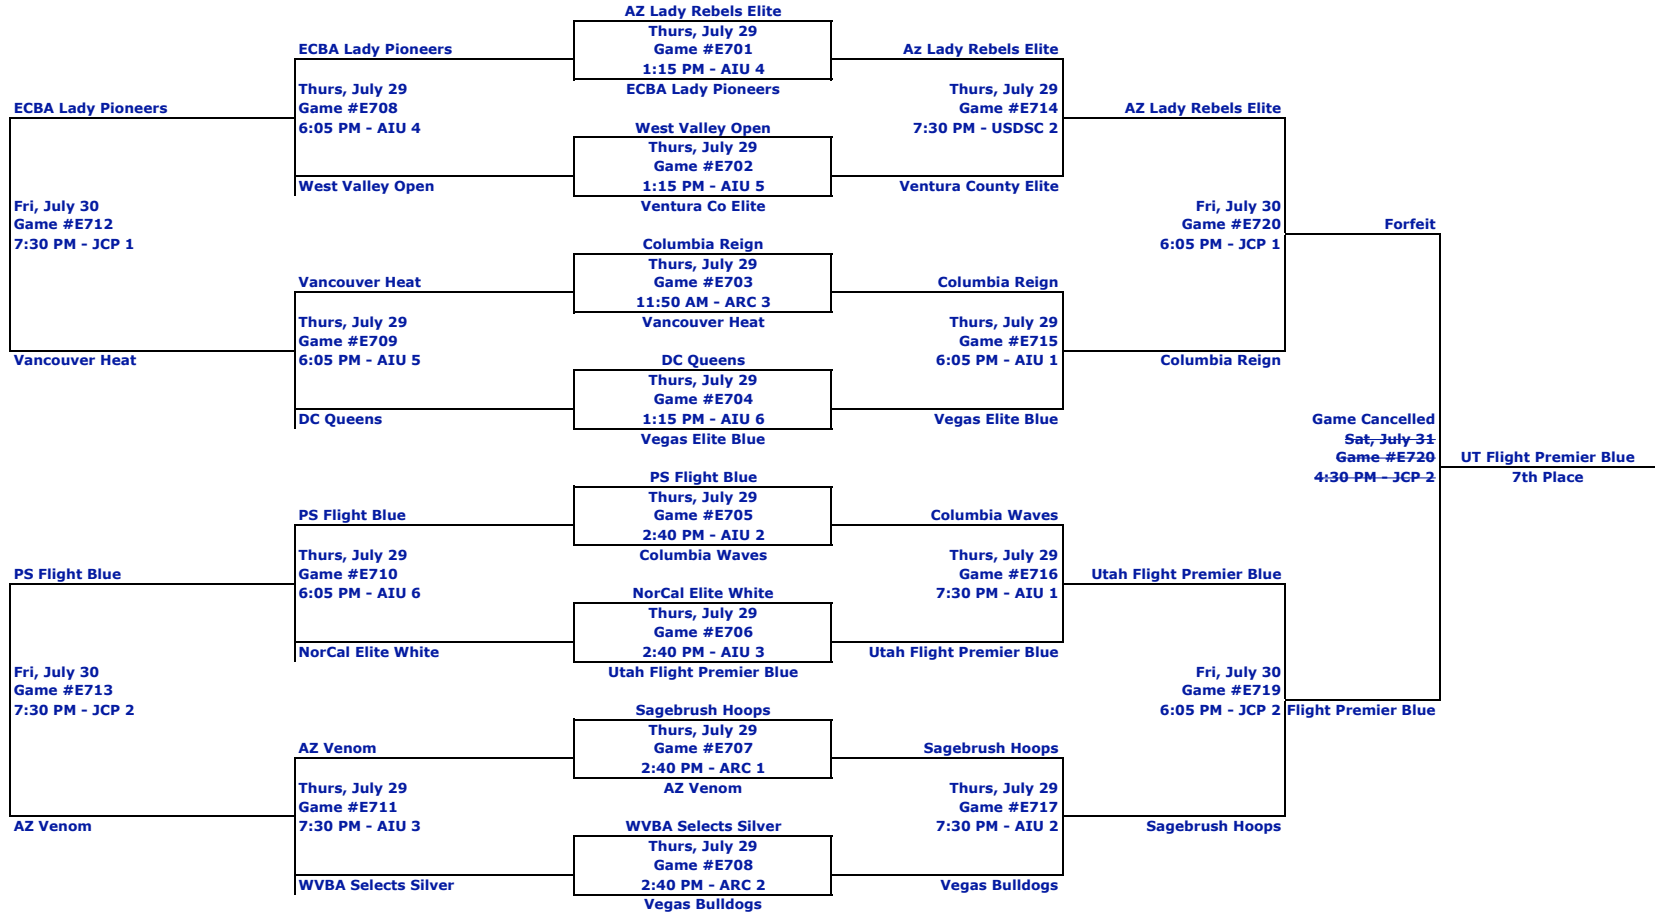 AZ Lady Rebels Elite
Thurs, July 29
Game #E701
1:15 PM - AIU 4
ECBA Lady Pioneers
West Valley Open
Thurs, July 29
Game #E702
1:15 PM - AIU 5
Ventura Co Elite
Columbia Reign
Thurs, July 29
Game #E703
11:50 AM - ARC 3
Vancouver Heat
DC Queens
Thurs, July 29
Game #E704
1:15 PM - AIU 6
Vegas Elite Blue
PS Flight Blue
Thurs, July 29
Game #E705
2:40 PM - AIU 2
Columbia Waves
NorCal Elite White
Thurs, July 29
Game #E706
2:40 PM - AIU 3
Utah Flight Premier Blue
Sagebrush Hoops
Thurs, July 29
Game #E707
2:40 PM - ARC 1
AZ Venom
WVBA Selects Silver
Thurs, July 29
Game #E708
2:40 PM - ARC 2
Vegas Bulldogs
ECBA Lady Pioneers
Thurs, July 29
Game #E708
6:05 PM - AIU 4
West Valley Open
Vancouver Heat
Thurs, July 29
Game #E709
6:05 PM - AIU 5
DC Queens
PS Flight Blue
Thurs, July 29
Game #E710
6:05 PM - AIU 6
NorCal Elite White
AZ Venom
Thurs, July 29
Game #E711
7:30 PM - AIU 3
WVBA Selects Silver
ECBA Lady Pioneers
Fri, July 30
Game #E712
7:30 PM - JCP 1
Vancouver Heat
PS Flight Blue
Fri, July 30
Game #E713
7:30 PM - JCP 2
AZ Venom
Az Lady Rebels Elite
Thurs, July 29
Game #E714
7:30 PM - USDSC 2
Ventura County Elite
Columbia Reign
Thurs, July 29
Game #E715
6:05 PM - AIU 1
Vegas Elite Blue
Columbia Waves
Thurs, July 29
Game #E716
7:30 PM - AIU 1
Utah Flight Premier Blue
Sagebrush Hoops
Thurs, July 29
Game #E717
7:30 PM - AIU 2
Vegas Bulldogs
AZ Lady Rebels Elite
Fri, July 30
Game #E720
6:05 PM - JCP 1
Columbia Reign
Utah Flight Premier Blue
Fri, July 30
Game #E719
6:05 PM - JCP 2
Sagebrush Hoops
Forfeit
Game Cancelled
Sat, July 31
Game #E720
4:30 PM - JCP 2
Flight Premier Blue
UT Flight Premier Blue
7th Place